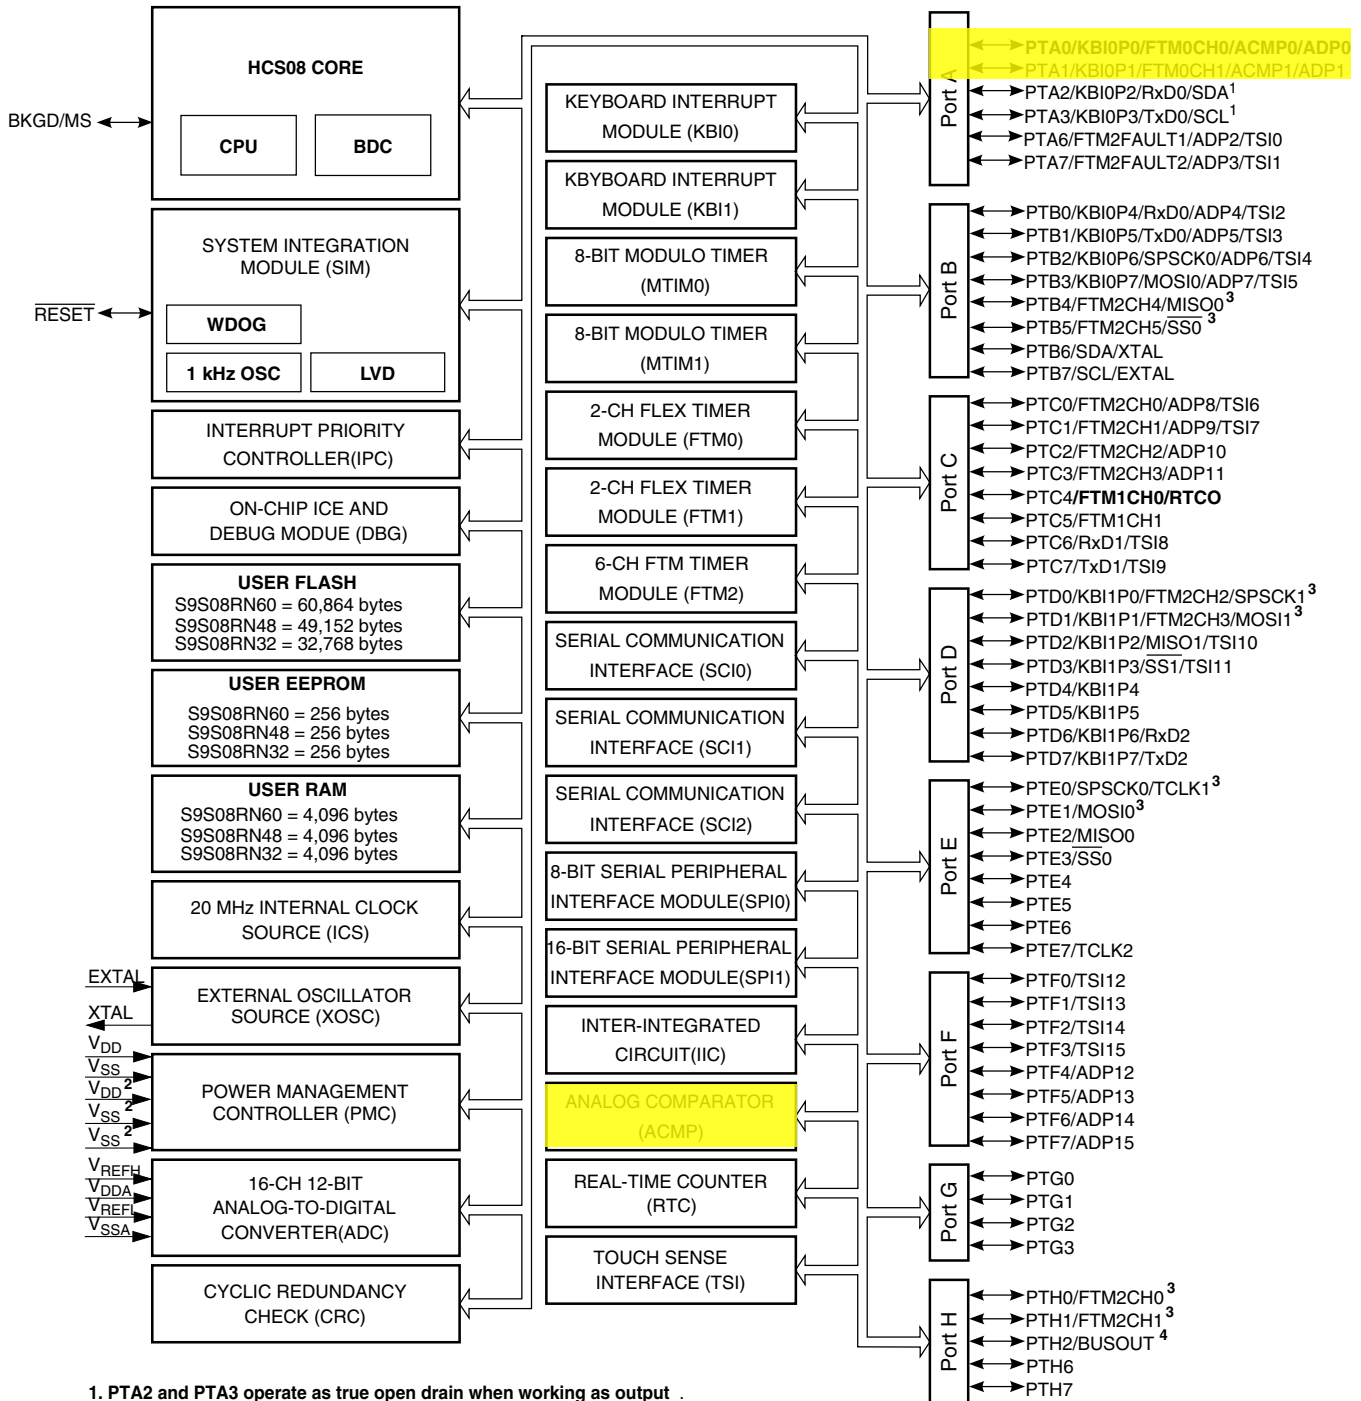 BKGD/MS
HCS08 CORE
CPU
BDC
RESET
SYSTEM INTEGRATION
MODULE (SIM)
WDOG
1 kHz OSC
LVD
INTERRUPT PRIORITY
CONTROLLER(IPC)
ON-CHIP ICE AND
DEBUG MODUE (DBG)
USER FLASH
S9S08RN60 = 60,864 bytes
S9S08RN48 = 49,152 bytes
S9S08RN32 = 32,768 bytes
USER EEPROM
S9S08RN60 = 256 bytes
S9S08RN48 = 256 bytes
S9S08RN32 = 256 bytes
USER RAM
S9S08RN60 = 4,096 bytes
S9S08RN48 = 4,096 bytes
S9S08RN32 = 4,096 bytes
20 MHz INTERNAL CLOCK
SOURCE (ICS)
EXTAL
XTAL
EXTERNAL OSCILLATOR
SOURCE (XOSC)
VDD
VSS
VDD 2
VSS 2
VSS 2
POWER MANAGEMENT
CONTROLLER (PMC)
VREFH
VDDA
VREFL
VSSA
16-CH 12-BIT
ANALOG-TO-DIGITAL
CONVERTER(ADC)
CYCLIC REDUNDANCY
CHECK (CRC)
KEYBOARD INTERRUPT
MODULE (KBI0)
KBYBOARD INTERRUPT
MODULE (KBI1)
8-BIT MODULO TIMER
(MTIM0)
8-BIT MODULO TIMER
(MTIM1)
2-CH FLEX TIMER
MODULE (FTM0)
2-CH FLEX TIMER
MODULE (FTM1)
6-CH FTM TIMER
MODULE (FTM2)
SERIAL COMMUNICATION
INTERFACE (SCI0)
SERIAL COMMUNICATION
INTERFACE (SCI1)
SERIAL COMMUNICATION
INTERFACE (SCI2)
8-BIT SERIAL PERIPHERAL
INTERFACE MODULE(SPI0)
16-BIT SERIAL PERIPHERAL
INTERFACE MODULE(SPI1)
INTER-INTEGRATED
CIRCUIT(IIC)
ANALOG COMPARATOR
(ACMP)
REAL-TIME COUNTER
(RTC)
TOUCH SENSE
INTERFACE (TSI)
Port A
PTA0/KBI0P0/FTM0CH0/ACMP0/ADP0
PTA1/KBI0P1/FTM0CH1/ACMP1/ADP1
PTA2/KBI0P2/RxD0/SDA1
PTA3/KBI0P3/TxD0/SCL1
PTA6/FTM2FAULT1/ADP2/TSI0
PTA7/FTM2FAULT2/ADP3/TSI1
Port B
PTB0/KBI0P4/RxD0/ADP4/TSI2
PTB1/KBI0P5/TxD0/ADP5/TSI3
PTB2/KBI0P6/SPSCK0/ADP6/TSI4
PTB3/KBI0P7/MOSI0/ADP7/TSI5
PTB4/FTM2CH4/MISO0 3
PTB5/FTM2CH5/SS0 3
PTB6/SDA/XTAL
PTB7/SCL/EXTAL
Port C
PTC0/FTM2CH0/ADP8/TSI6
PTC1/FTM2CH1/ADP9/TSI7
PTC2/FTM2CH2/ADP10
PTC3/FTM2CH3/ADP11
PTC4/FTM1CH0/RTCO
PTC5/FTM1CH1
PTC6/RxD1/TSI8
PTC7/TxD1/TSI9
Port D
PTD0/KBI1P0/FTM2CH2/SPSCK1 3
PTD1/KBI1P1/FTM2CH3/MOSI1 3
PTD2/KBI1P2/MISO1/TSI10
PTD3/KBI1P3/SS1/TSI11
PTD4/KBI1P4
PTD5/KBI1P5
PTD6/KBI1P6/RxD2
PTD7/KBI1P7/TxD2
Port E
PTE0/SPSCK0/TCLK1 3
PTE1/MOSI0 3
PTE2/MISO0
PTE3/SS0
PTE4
PTE5
PTE6
PTE7/TCLK2
Port F
PTF0/TSI12
PTF1/TSI13
PTF2/TSI14
PTF3/TSI15
PTF4/ADP12
PTF5/ADP13
PTF6/ADP14
PTF7/ADP15
Port G
PTG0
PTG1
PTG2
PTG3
Port H
PTH0/FTM2CH0 3
PTH1/FTM2CH1 3
PTH2/BUSOUT 4
PTH6
PTH7
1. PTA2 and PTA3 operate as true open drain when working as output .